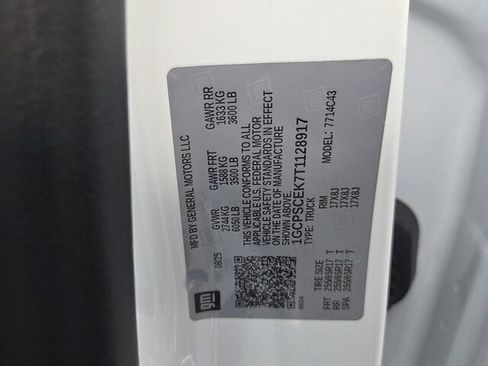 MFD BY GENERAL MOTORS LLC
08/25
GVWR
2744 KG
6050 LB
GAWR FRT
1588 KG
3500 LB
GAWR RR
1633 KG
3600 LB
THIS VEHICLE CONFORMS TO ALL
APPLICABLE U.S. FEDERAL MOTOR
VEHICLE SAFETY STANDARDS IN EFFECT
ON THE DATE OF MANUFACTURE
SHOWN ABOVE.
1GCPSCEK7T1128917
TYPE: TRUCK
MODEL: 7714C43
TIRE SIZE RIM
FRT 255/65R17 T 17X8J
RR 255/65R17 T 17X8J
SPA 255/65R17 T 17X8J
gm